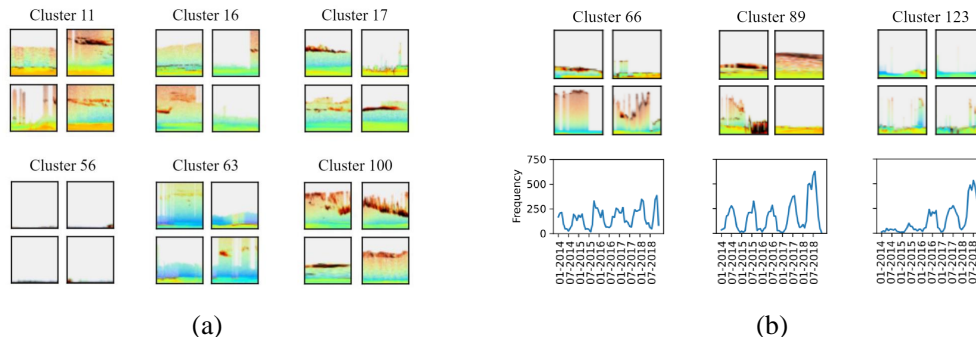 Cluster 11 Cluster 16 Cluster 17
Cluster 56 Cluster 63 Cluster 100
(a)
Cluster 66 Cluster 89 Cluster 123
Frequency
750
500
250
0
01-2014 07-2014 01-2015 07-2015 01-2016 07-2016 01-2017 07-2017 01-2018 07-2018
01-2014 07-2014 01-2015 07-2015 01-2016 07-2016 01-2017 07-2017 01-2018 07-2018
01-2014 07-2014 01-2015 07-2015 01-2016 07-2016 01-2017 07-2017 01-2018 07-2018
(b)